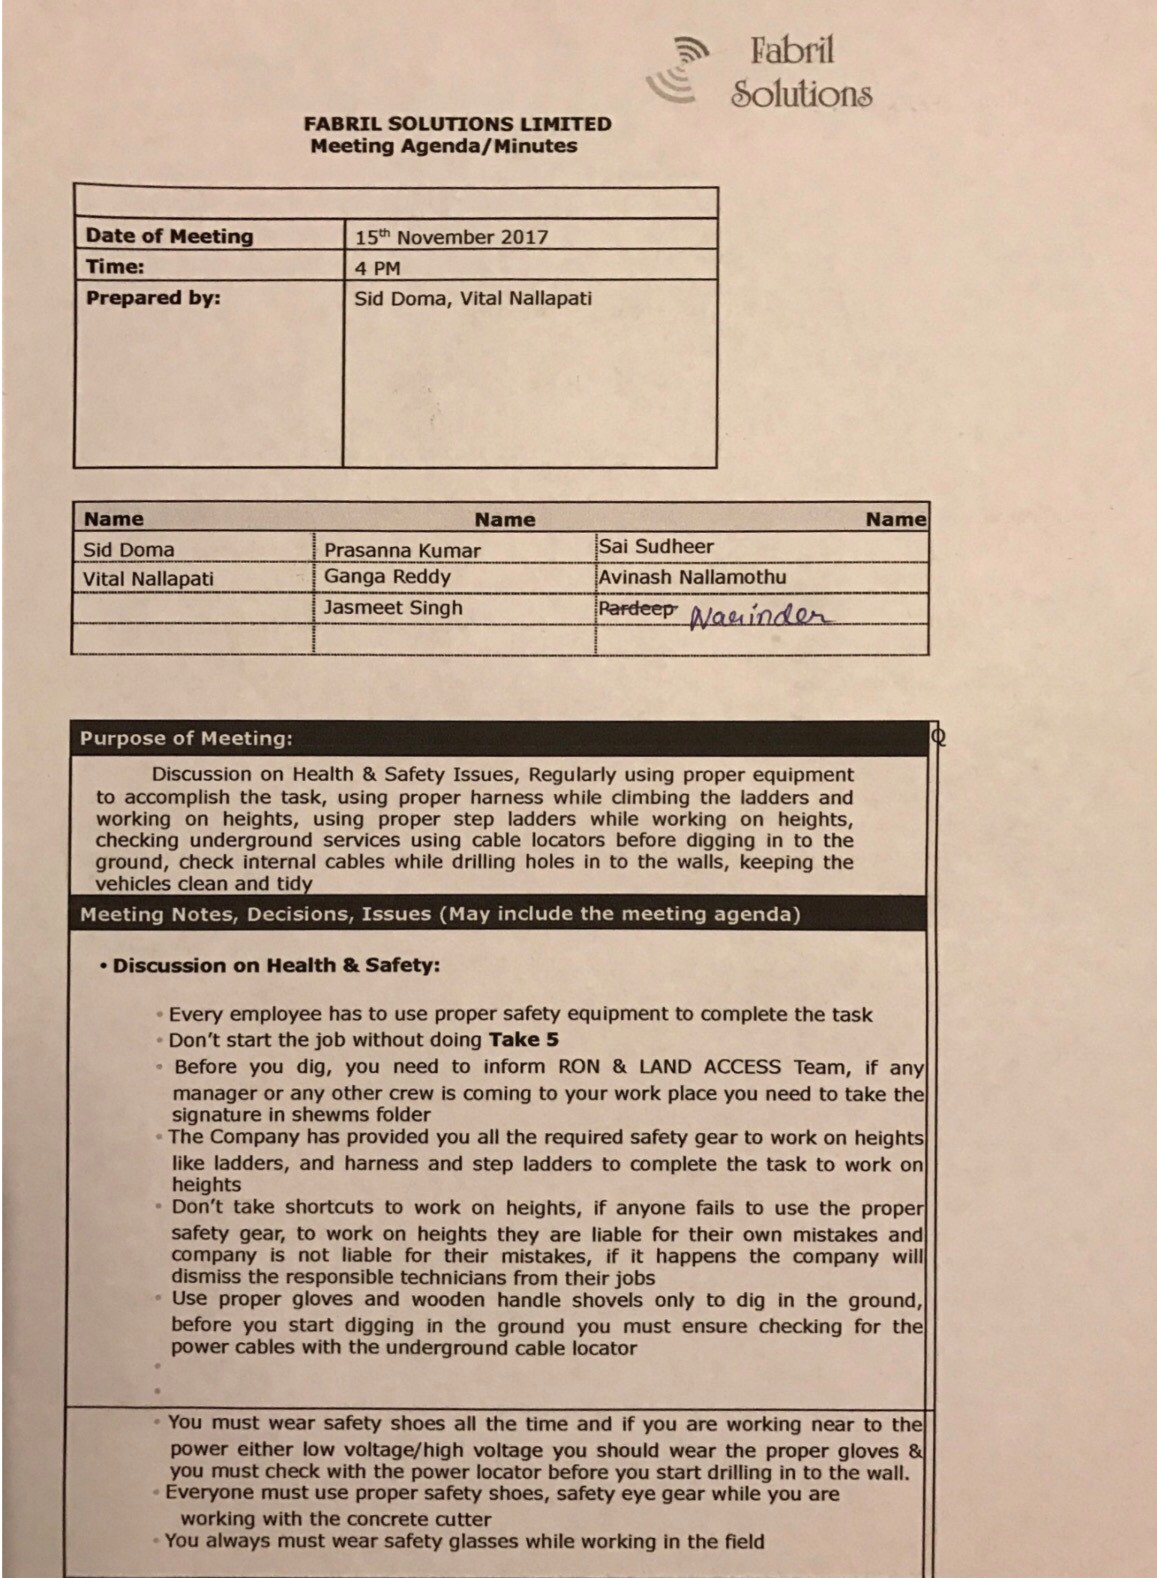 Fabril
Solutions
FABRIL SOLUTIONS LIMITED
Meeting Agenda/Minutes
Date of Meeting 15th November 2017
Time: 4 PM
Prepared by: Sid Doma, Vital Nallapati
Name Name Name
Sid Doma Prasanna Kumar Sai Sudheer
Vital Nallapati Ganga Reddy Avinash Nallamothu
Jasmeet Singh Pardeep Narinder
Purpose of Meeting: Q
Discussion on Health & Safety Issues, Regularly using proper equipment
to accomplish the task, using proper harness while climbing the ladders and
working on heights, using proper step ladders while working on heights,
checking underground services using cable locators before digging in to the
ground, check internal cables while drilling holes in to the walls, keeping the
vehicles clean and tidy
Meeting Notes, Decisions, Issues (May include the meeting agenda)
• Discussion on Health & Safety:
• Every employee has to use proper safety equipment to complete the task
• Don't start the job without doing Take 5
• Before you dig, you need to inform RON & LAND ACCESS Team, if any
manager or any other crew is coming to your work place you need to take the
signature in shewms folder
• The Company has provided you all the required safety gear to work on heights
like ladders, and harness and step ladders to complete the task to work on
heights
• Don't take shortcuts to work on heights, if anyone fails to use the proper
safety gear, to work on heights they are liable for their own mistakes and
company is not liable for their mistakes, if it happens the company will
dismiss the responsible technicians from their jobs
• Use proper gloves and wooden handle shovels only to dig in the ground,
before you start digging in the ground you must ensure checking for the
power cables with the underground cable locator
•
•
• You must wear safety shoes all the time and if you are working near to the
power either low voltage/high voltage you should wear the proper gloves &
you must check with the power locator before you start drilling in to the wall.
• Everyone must use proper safety shoes, safety eye gear while you are
working with the concrete cutter
• You always must wear safety glasses while working in the field